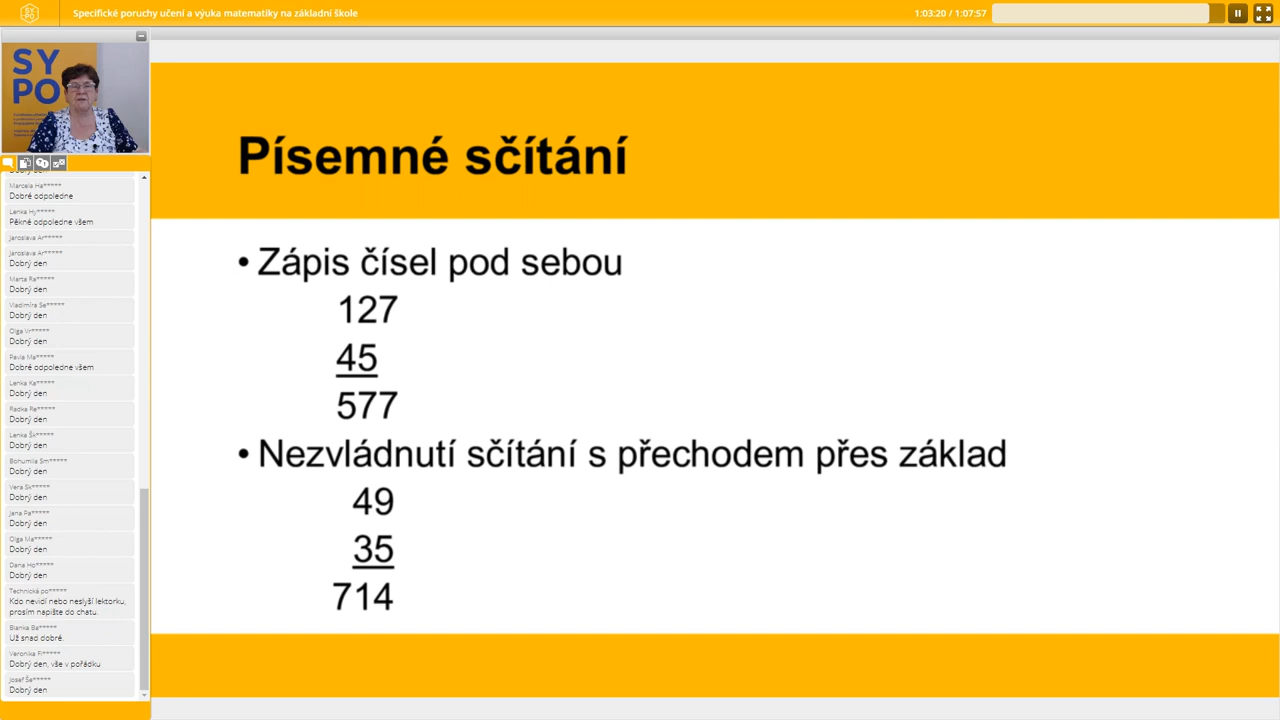 Specifické poruchy učení a výuka matematiky na základní škole
1:03:20 / 1:07:57
SY
PO
Marcela Ha*****
Dobré odpoledne
Lenka Hy*****
Pěkné odpoledne všem
Jaroslava Ar*****
Jaroslava Ar*****
Dobrý den
Marta Ra*****
Dobrý den
Vladimíra Se*****
Dobrý den
Olga Vr*****
Dobrý den
Pavla Ma*****
Dobré odpoledne všem
Lenka Ka*****
Dobrý den
Radka Re*****
Dobrý den
Lenka Šk*****
Dobrý den
Bohumila Sm*****
Dobrý den
Vera Sk*****
Dobrý den
Jana Pa*****
Dobrý den
Olga Ma*****
Dobrý den
Dana Ho*****
Dobrý den
Technická po*****
Kdo nevidí nebo neslyší lektorku,
prosím napište do chatu.
Blanka Ba*****
Už snad dobré.
Veronika Fi*****
Dobrý den, vše v pořádku
Josef Še*****
Dobrý den
Písemné sčítání
• Zápis čísel pod sebou
127
45
577
• Nezvládnutí sčítání s přechodem přes základ
49
35
714